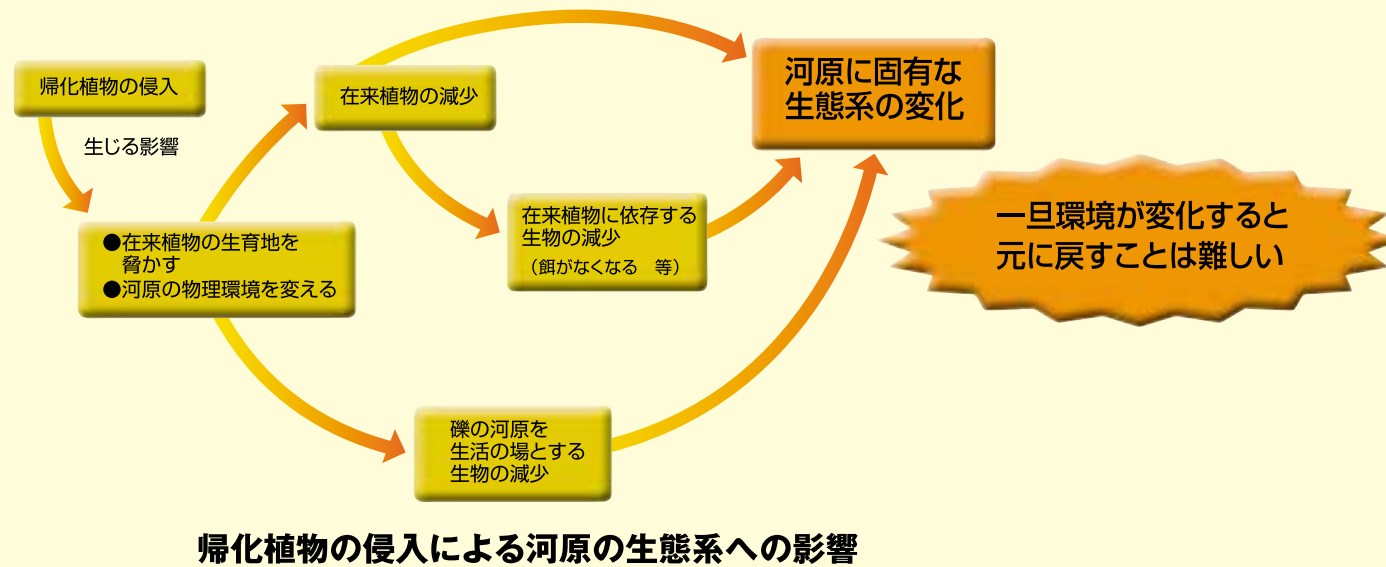 帰化植物の侵入
生じる影響
●在来植物の生育地を
脅かす
●河原の物理環境を変える
在来植物の減少
在来植物に依存する
生物の減少
（餌がなくなる　等）
礫の河原を
生活の場とする
生物の減少
河原に固有な
生態系の変化
一旦環境が変化すると
元に戻すことは難しい
帰化植物の侵入による河原の生態系への影響